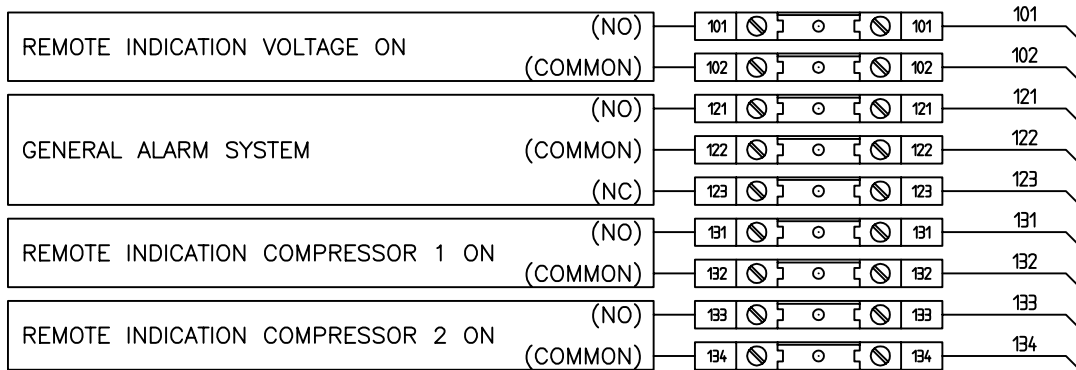 (NO) 101 101 101
REMOTE INDICATION VOLTAGE ON
(COMMON) 102 102 102
(NO) 121 121 121
GENERAL ALARM SYSTEM (COMMON) 122 122 122
(NC) 123 123 123
(NO) 131 131 131
REMOTE INDICATION COMPRESSOR 1 ON
(COMMON) 132 132 132
(NO) 133 133 133
REMOTE INDICATION COMPRESSOR 2 ON
(COMMON) 134 134 134